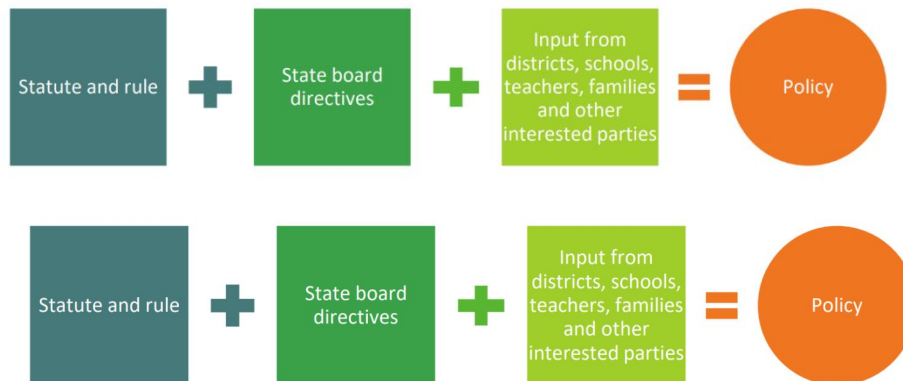 Statute and rule
State board
directives
Input from
districts, schools,
teachers, families
and other
interested parties
Policy
Statute and rule
State board
directives
Input from
districts, schools,
teachers, families
and other
interested parties
Policy